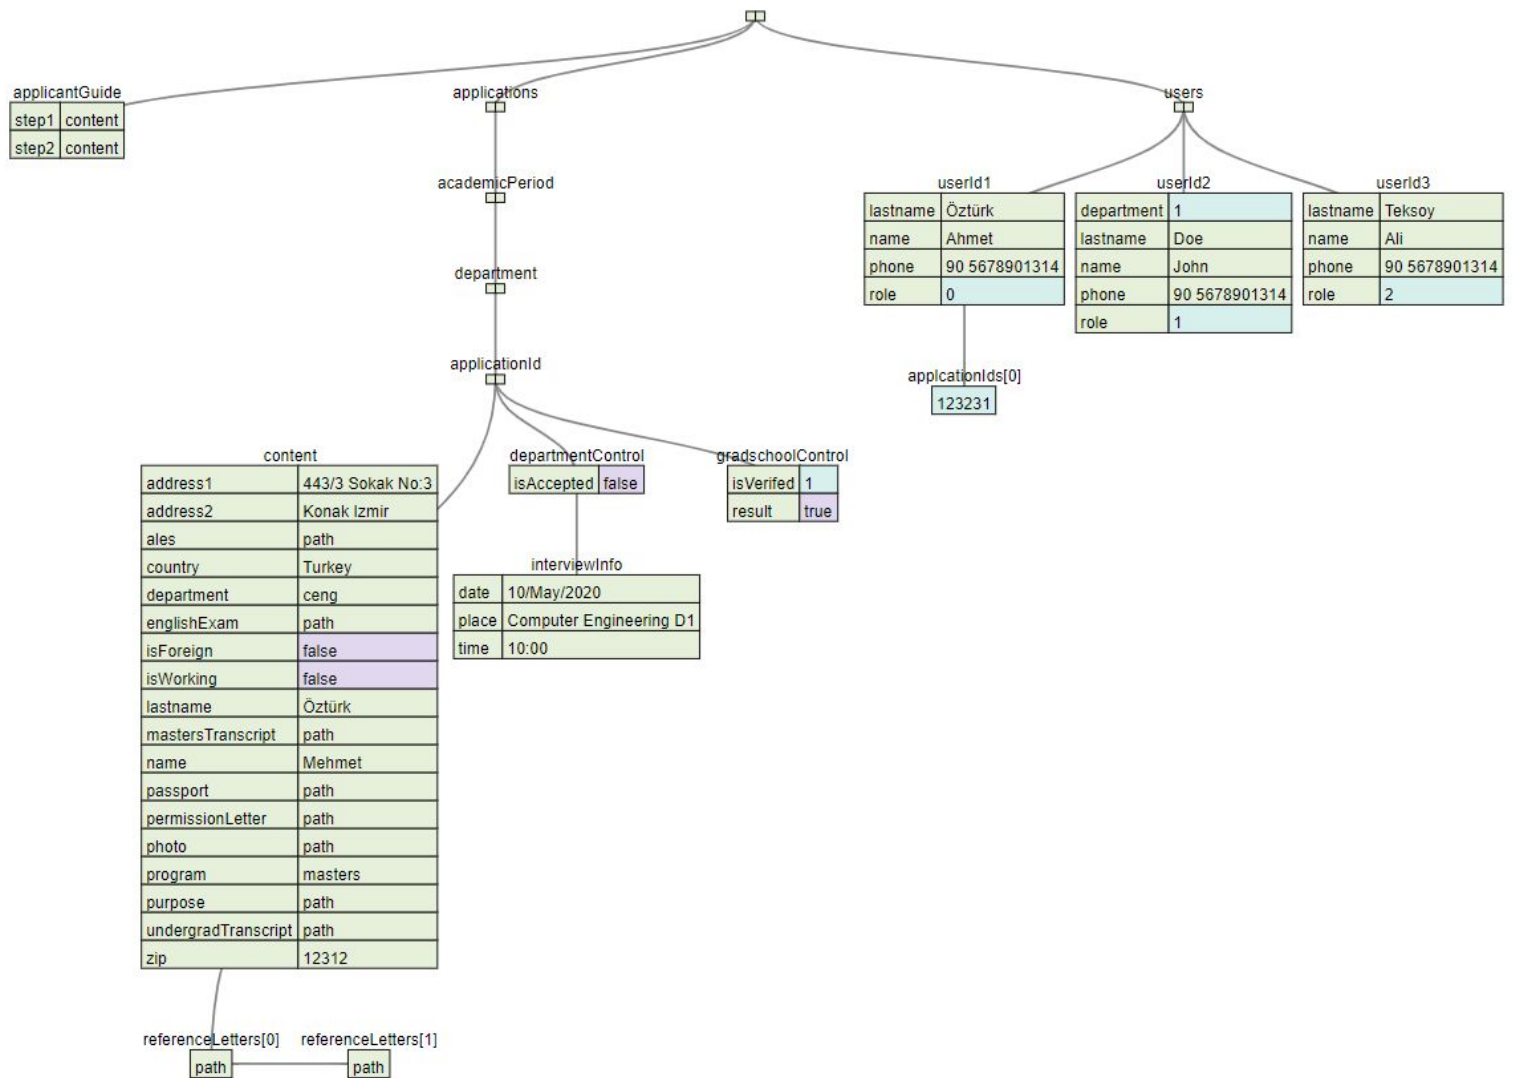 applicantGuide
step1 content
step2 content
applications
academicPeriod
department
applicationId
users
userId1
lastname Öztürk
name Ahmet
phone 90 5678901314
role 0
applcationIds[0]
123231
userId2
department 1
lastname Doe
name John
phone 90 5678901314
role 1
userId3
lastname Teksoy
name Ali
phone 90 5678901314
role 2
content
address1 443/3 Sokak No:3
address2 Konak Izmir
ales path
country Turkey
department ceng
englishExam path
isForeign false
isWorking false
lastname Öztürk
mastersTranscript path
name Mehmet
passport path
permissionLetter path
photo path
program masters
purpose path
undergradTranscript path
zip 12312
referenceLetters[0]
path
referenceLetters[1]
path
departmentControl
isAccepted false
interviewInfo
date 10/May/2020
place Computer Engineering D1
time 10:00
gradschoolControl
isVerifed 1
result true